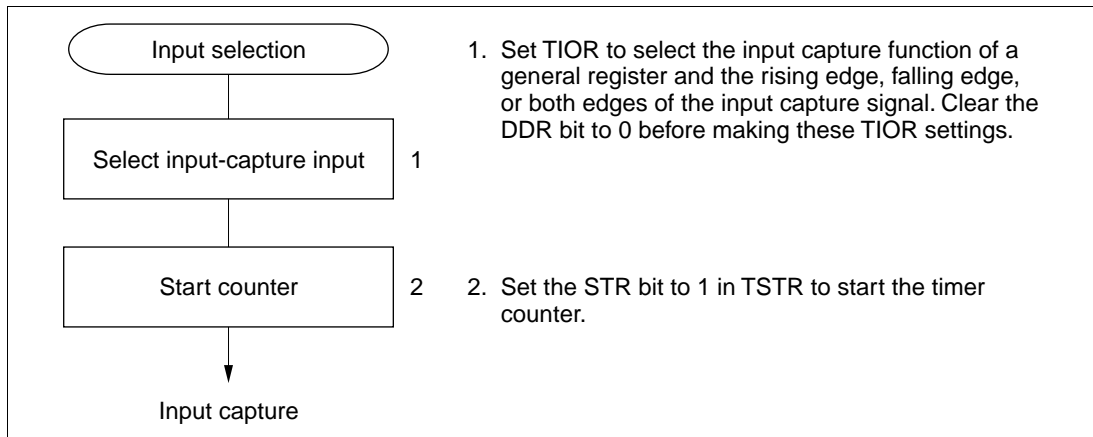 Input selection
1. Set TIOR to select the input capture function of a
general register and the rising edge, falling edge,
or both edges of the input capture signal. Clear the
DDR bit to 0 before making these TIOR settings.
Select input-capture input 1
Start counter 2
2. Set the STR bit to 1 in TSTR to start the timer
counter.
Input capture